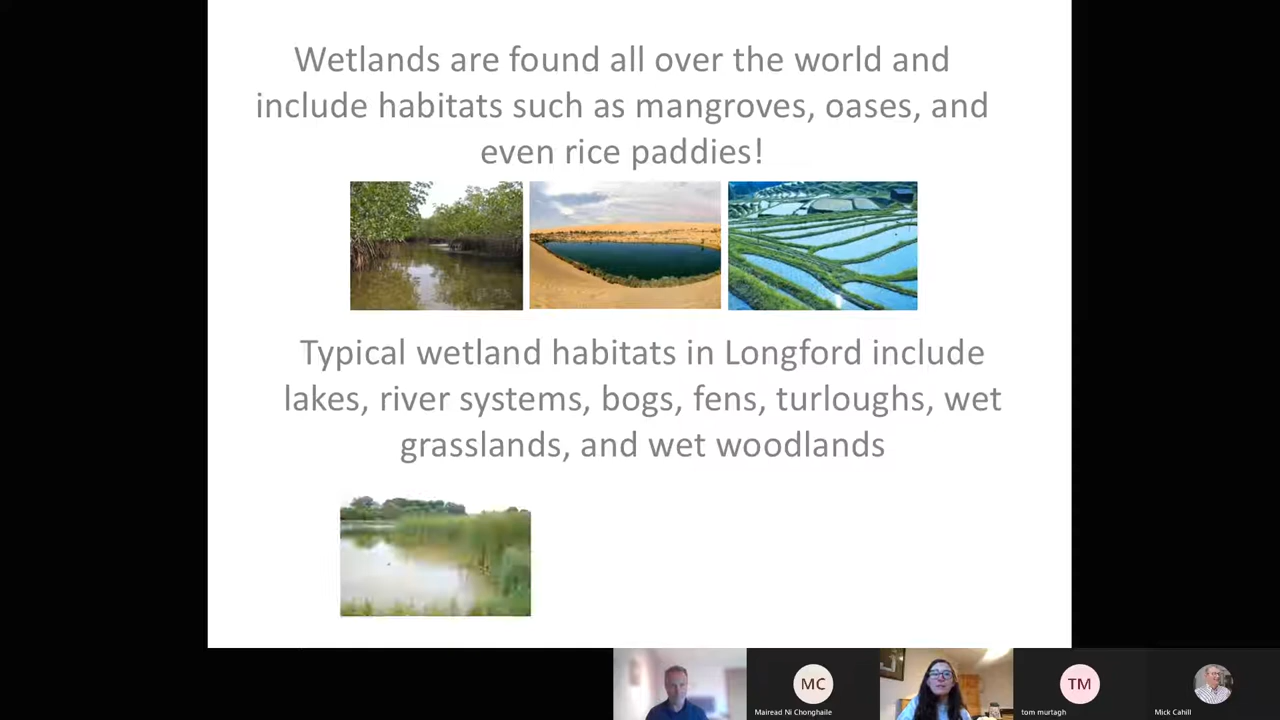 Wetlands are found all over the world and
include habitats such as mangroves, oases, and
even rice paddies!
Typical wetland habitats in Longford include
lakes, river systems, bogs, fens, turloughs, wet
grasslands, and wet woodlands
MC
TM
Mairead Ni Chonghaile
tom murtagh
Mick Cahill